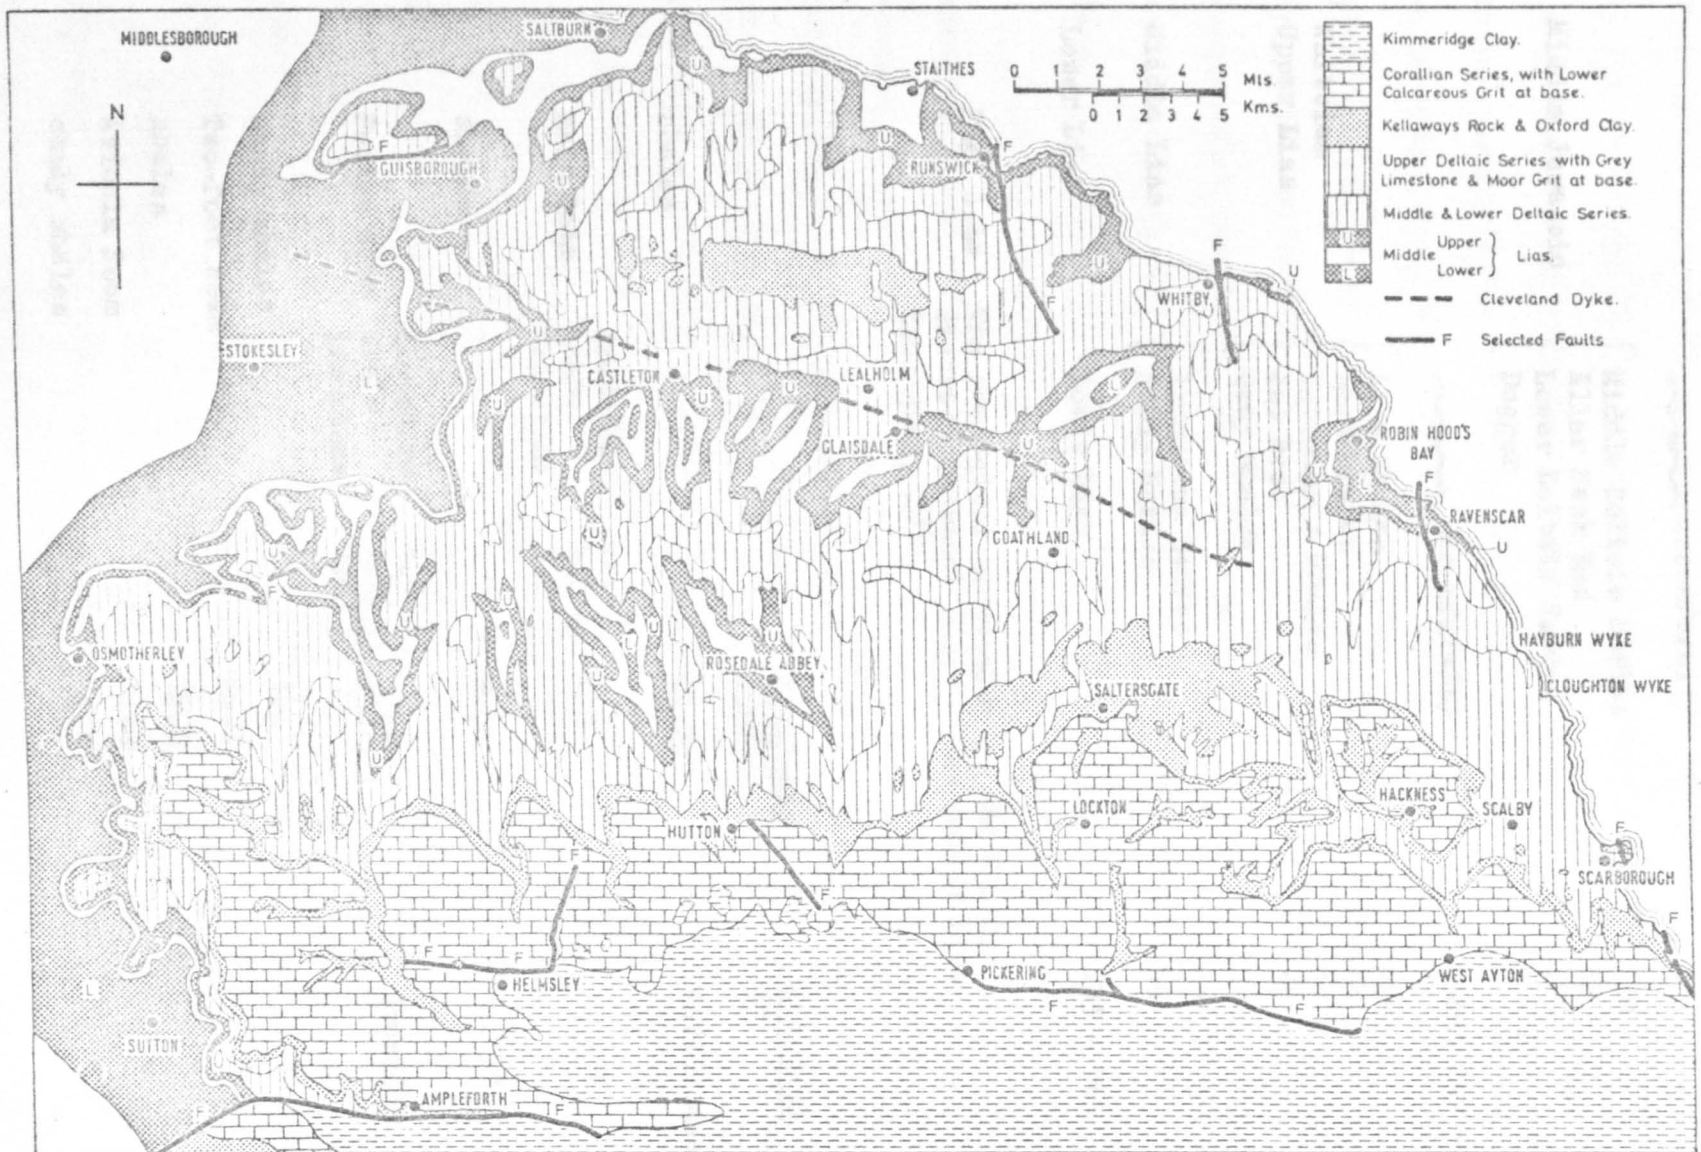 MIDDLESBOROUGH
SALTBURN
N
STAITHES
0 1 2 3 4 5 Mls.
0 1 2 3 4 5 Kms.
Kimmeridge Clay.
Corallian Series, with Lower
Calcareous Grit at base.
Kellaways Rock & Oxford Clay.
Upper Deltaic Series with Grey
Limestone & Moor Grit at base.
Middle & Lower Deltaic Series.
U Upper
Middle Lias.
L Lower
Cleveland Dyke.
F Selected Faults
U
U
F
F
GUISBOROUGH
RUNSWICK
U
U
F
U
WHITBY
F
U
STOKESLEY
L
CASTLETON
LEALHOLM
U
U
U
L
GLAISDALE
U
ROBIN HOOD'S
BAY
L
F
U
RAVENSCAR
U
GOATHLAND
U
F
U
OSMOTHERLEY
L
U
U
U
ROSEDALE ABBEY
HAYBURN WYKE
CLOUGHTON WYKE
SALTERSGATE
U
HUTTON
LOCKTON
HACKNESS
SCALBY
F
F
F
SCARBOROUGH
F
F
F
HELMSLEY
PICKERING
F
F
WEST AYTON
L
SUTTON
F
AMPLEFORTH
F